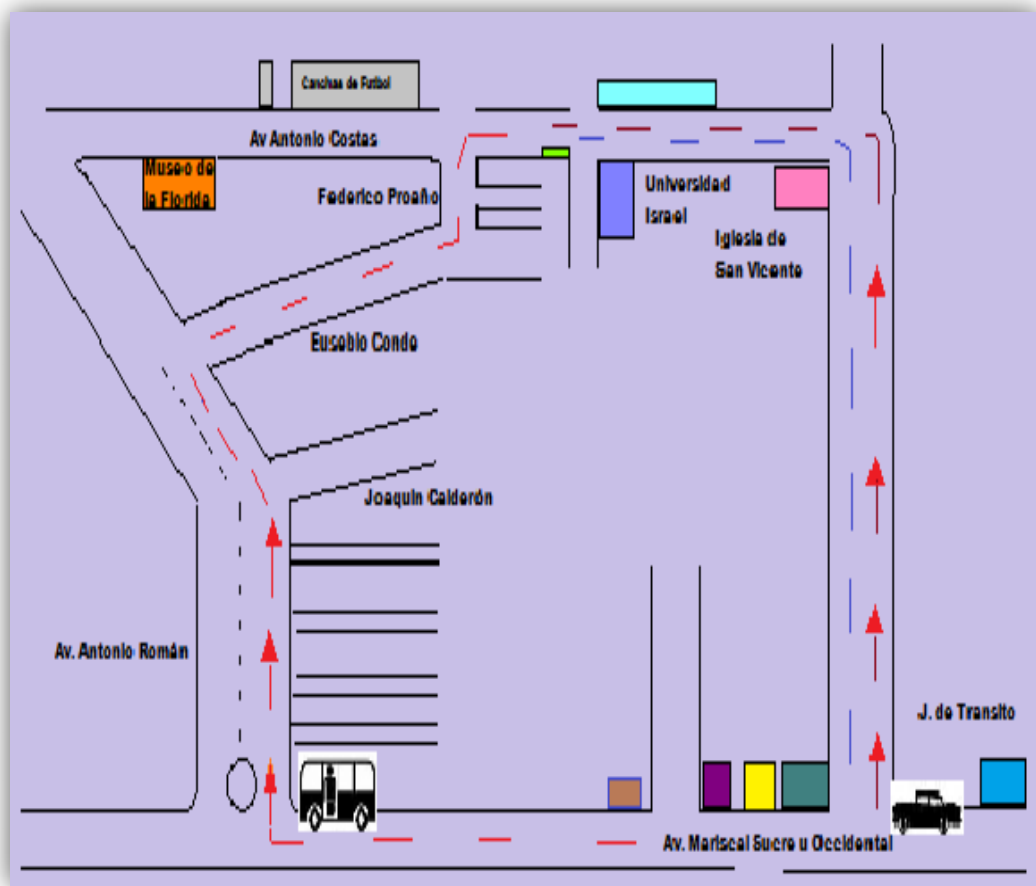 Canchas de Futbol
Av Antonio Costas
Museo de
la Florida
Federico Proaño
Universidad
Israel
Iglesia de
San Vicente
Eusebio Conde
Joaquin Calderón
Av. Antonio Román
J. de Transito
Av. Mariscal Sucre u Occidental